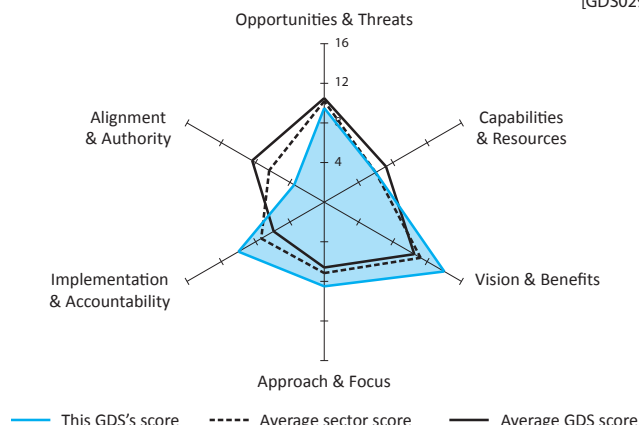 [GDS029
Opportunities & Threats
16
12
4
Alignment
& Authority
Capabilities
& Resources
Implementation
& Accountability
Vision & Benefits
Approach & Focus
This GDS's score
Average sector score
Average GDS score